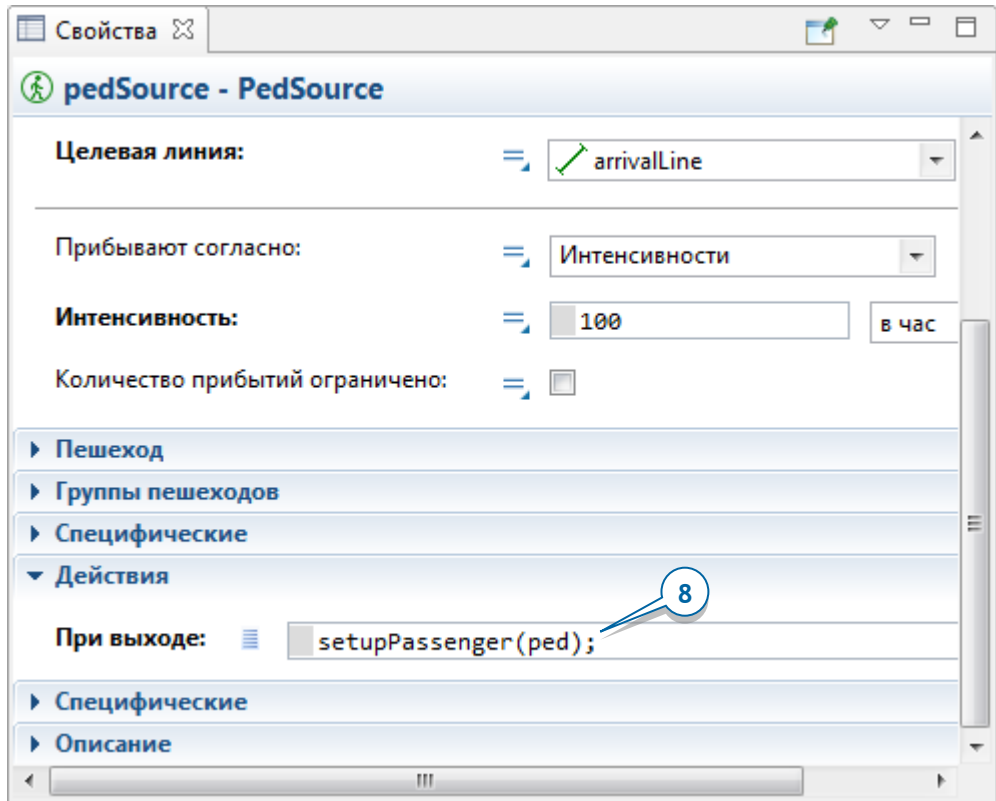 Свойства
pedSource - PedSource
Целевая линия: arrivalLine
Прибывают согласно: Интенсивности
Интенсивность: 100 в час
Количество прибытий ограничено:
Пешеход
Группы пешеходов
Специфические
Действия
8
При выходе: setupPassenger(ped);
Специфические
Описание